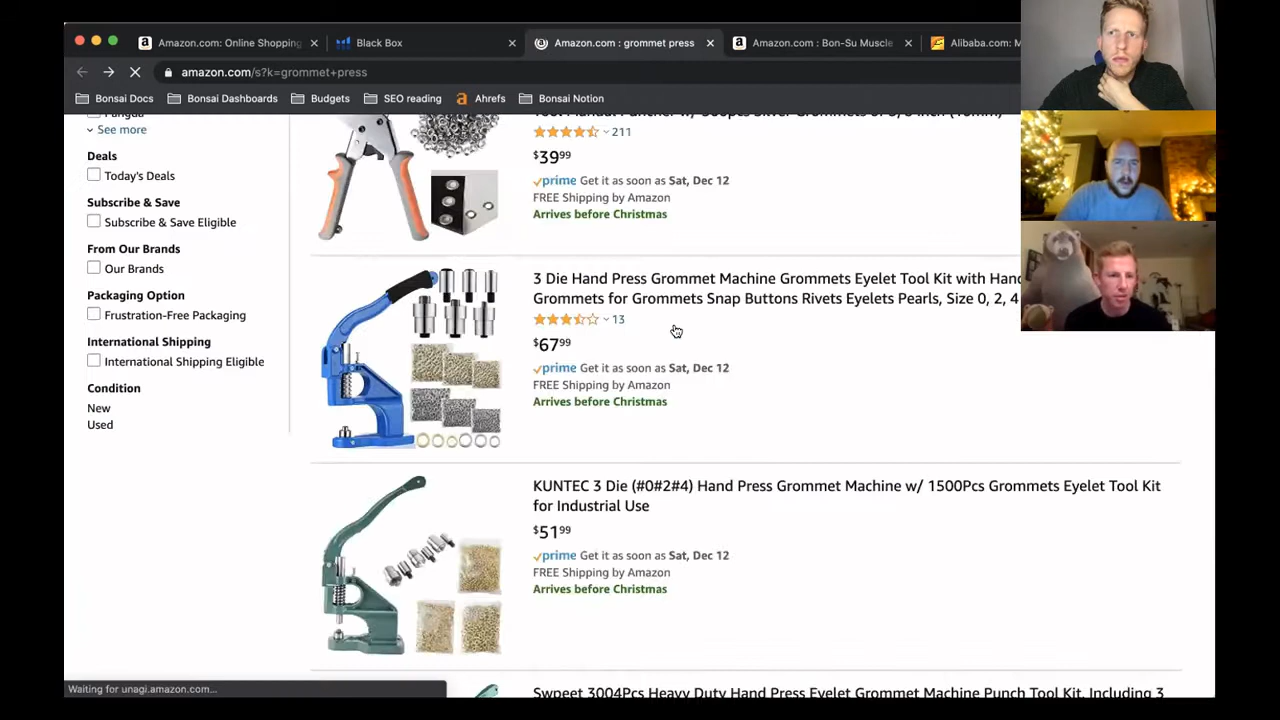 Amazon.com: Online Shopping
Black Box
Amazon.com : grommet press
Amazon.com : Bon-Su Muscle
Alibaba.com: M
amazon.com/s?k=grommet+press
Bonsai Docs
Bonsai Dashboards
Budgets
SEO reading
Ahrefs
Bonsai Notion
See more
Deals
Today's Deals
Subscribe & Save
Subscribe & Save Eligible
From Our Brands
Our Brands
Packaging Option
Frustration-Free Packaging
International Shipping
International Shipping Eligible
Condition
New
Used
211
$39.99
prime Get it as soon as Sat, Dec 12
FREE Shipping by Amazon
Arrives before Christmas
3 Die Hand Press Grommet Machine Grommets Eyelet Tool Kit with Hand
Grommets for Grommets Snap Buttons Rivets Eyelets Pearls, Size 0, 2, 4
13
$67.99
prime Get it as soon as Sat, Dec 12
FREE Shipping by Amazon
Arrives before Christmas
KUNTEC 3 Die (#0#2#4) Hand Press Grommet Machine w/ 1500Pcs Grommets Eyelet Tool Kit
for Industrial Use
$51.99
prime Get it as soon as Sat, Dec 12
FREE Shipping by Amazon
Arrives before Christmas
Swpeet 3004Pcs Heavy Duty Hand Press Eyelet Grommet Machine Punch Tool Kit, Including 3
Waiting for unagi.amazon.com...